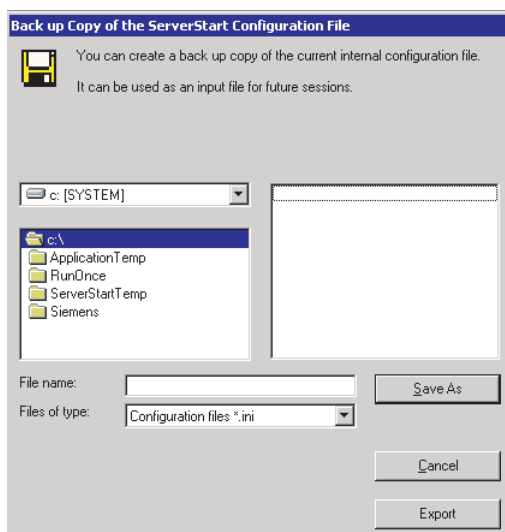 Back up Copy of the ServerStart Configuration File
You can create a back up copy of the current internal configuration file.
It can be used as an input file for future sessions.
c: [SYSTEM]
c:\
ApplicationTemp
RunOnce
ServerStartTemp
Siemens
File name:
Save As
Files of type:
Configuration files *.ini
Cancel
Export